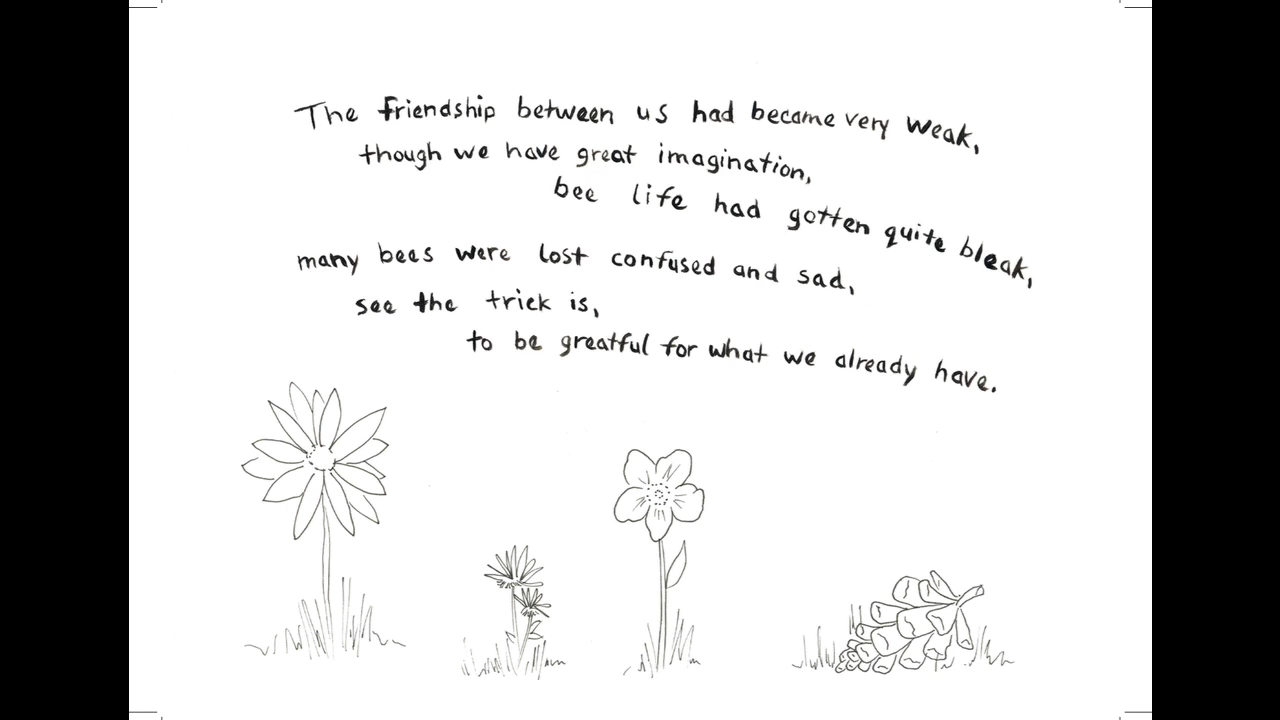 The friendship between us had became very weak,
though we have great imagination,
bee life had gotten quite bleak,
many bees were lost confused and sad,
see the trick is,
to be greatful for what we already have.